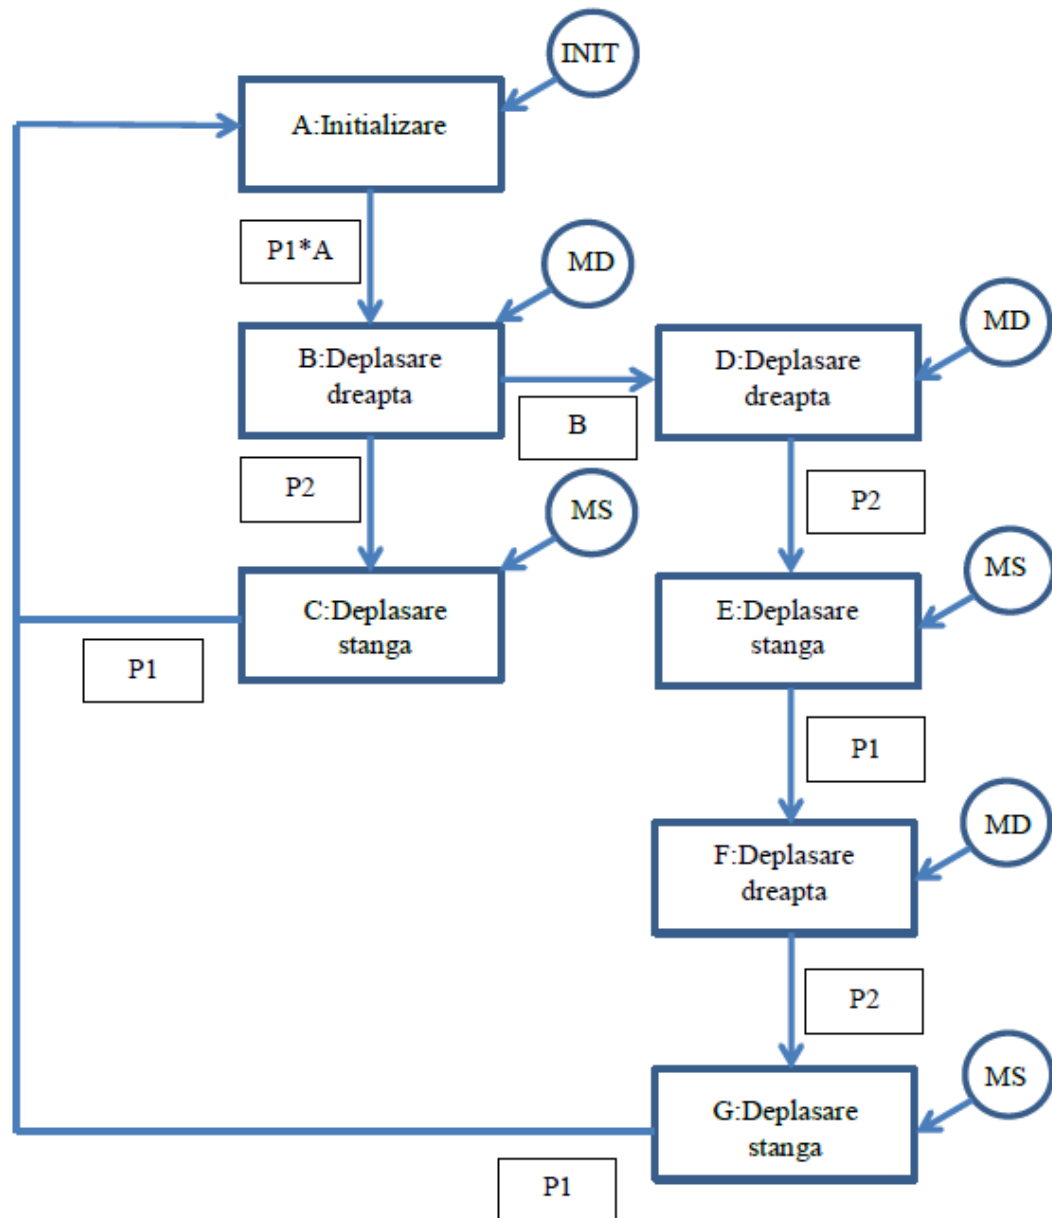 INIT
A:Initializare
P1*A
MD
B:Deplasare
dreapta
MD
D:Deplasare
dreapta
B
P2
MS
P2
C:Deplasare
stanga
MS
E:Deplasare
stanga
P1
P1
MD
F:Deplasare
dreapta
P2
MS
G:Deplasare
stanga
P1